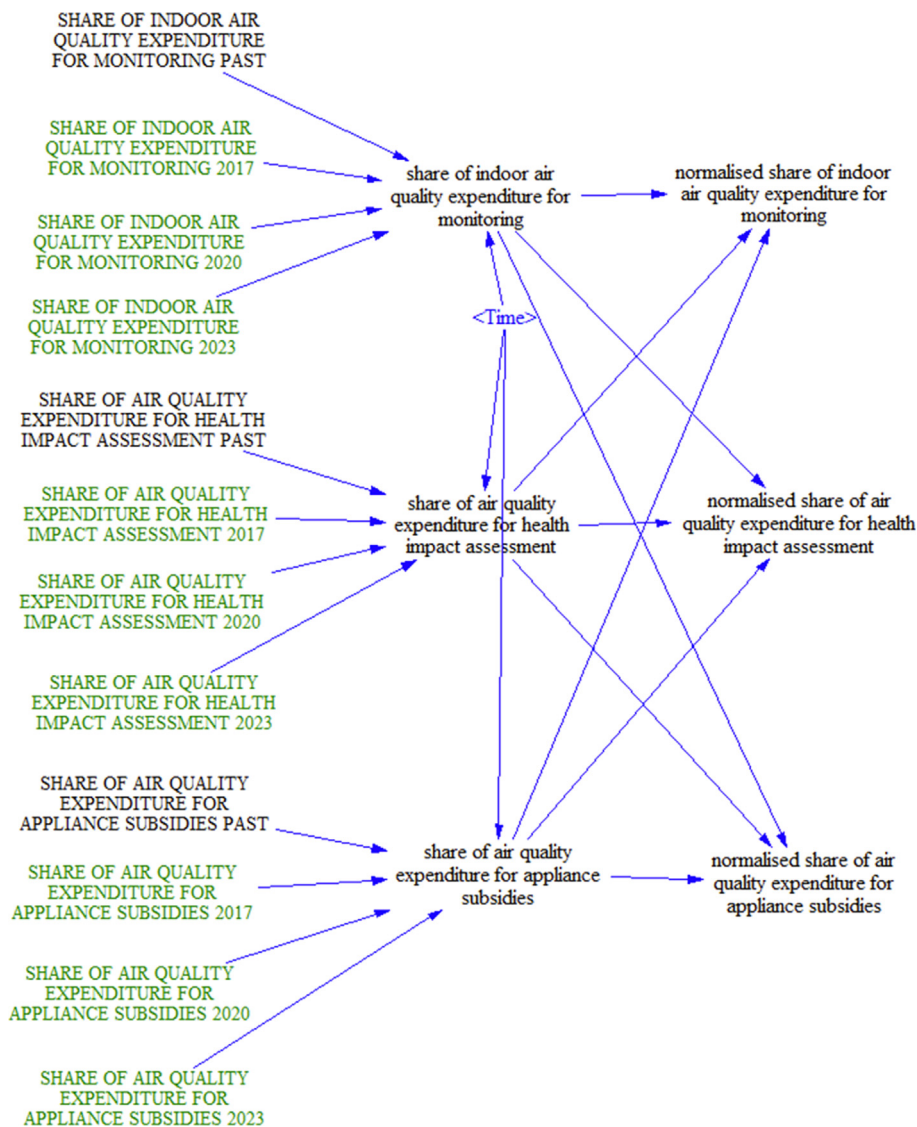 SHARE OF INDOOR AIR
QUALITY EXPENDITURE
FOR MONITORING PAST
SHARE OF INDOOR AIR
QUALITY EXPENDITURE
FOR MONITORING 2017
SHARE OF INDOOR AIR
QUALITY EXPENDITURE
FOR MONITORING 2020
SHARE OF INDOOR AIR
QUALITY EXPENDITURE
FOR MONITORING 2023
share of indoor air
quality expenditure for
monitoring
normalised share of indoor
air quality expenditure for
monitoring
<Time>
SHARE OF AIR QUALITY
EXPENDITURE FOR HEALTH
IMPACT ASSESSMENT PAST
SHARE OF AIR QUALITY
EXPENDITURE FOR HEALTH
IMPACT ASSESSMENT 2017
SHARE OF AIR QUALITY
EXPENDITURE FOR HEALTH
IMPACT ASSESSMENT 2020
SHARE OF AIR QUALITY
EXPENDITURE FOR HEALTH
IMPACT ASSESSMENT 2023
share of air quality
expenditure for health
impact assessment
normalised share of air
quality expenditure for health
impact assessment
SHARE OF AIR QUALITY
EXPENDITURE FOR
APPLIANCE SUBSIDIES PAST
SHARE OF AIR QUALITY
EXPENDITURE FOR
APPLIANCE SUBSIDIES 2017
SHARE OF AIR QUALITY
EXPENDITURE FOR
APPLIANCE SUBSIDIES 2020
SHARE OF AIR QUALITY
EXPENDITURE FOR
APPLIANCE SUBSIDIES 2023
share of air quality
expenditure for appliance
subsidies
normalised share of air
quality expenditure for
appliance subsidies